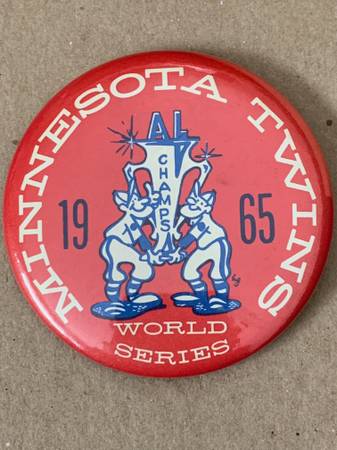 MINNESOTA TWINS
AL
CHAMPS
19 65
WORLD
SERIES